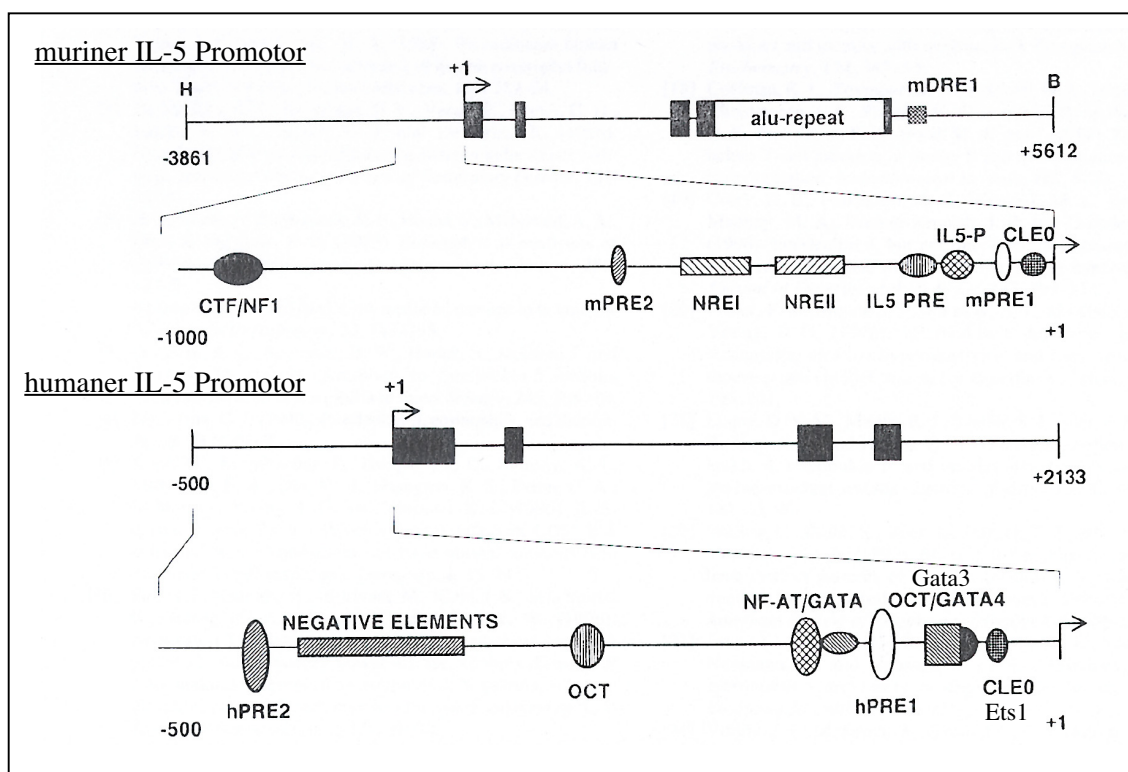 muriner IL-5 Promotor
H
+1
mDRE1
B
alu-repeat
-3861
+5612
IL5-P
CLE0
CTF/NF1
mPRE2
NREI
NREII
IL5 PRE
mPRE1
-1000
+1
humaner IL-5 Promotor
+1
-500
+2133
Gata3
NF-AT/GATA
OCT/GATA4
NEGATIVE ELEMENTS
hPRE2
OCT
hPRE1
CLE0
Ets1
-500
+1